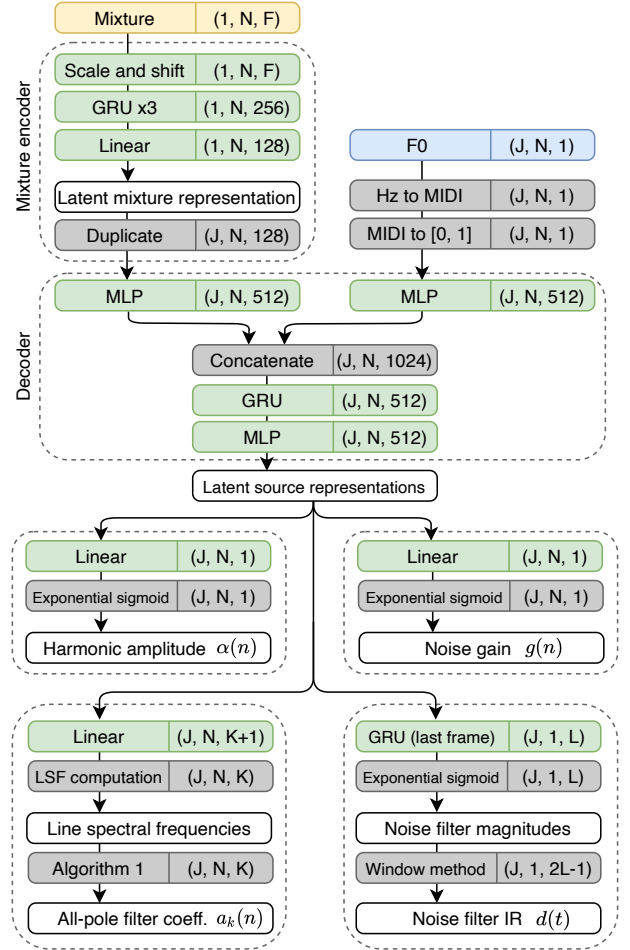 Mixture (1, N, F)
Mixture encoder
Scale and shift (1, N, F)
GRU x3 (1, N, 256)
Linear (1, N, 128)
Latent mixture representation
Duplicate (J, N, 128)
F0 (J, N, 1)
Hz to MIDI (J, N, 1)
MIDI to [0, 1] (J, N, 1)
Decoder
MLP (J, N, 512)
MLP (J, N, 512)
Concatenate (J, N, 1024)
GRU (J, N, 512)
MLP (J, N, 512)
Latent source representations
Linear (J, N, 1)
Exponential sigmoid (J, N, 1)
Harmonic amplitude α(n)
Linear (J, N, 1)
Exponential sigmoid (J, N, 1)
Noise gain g(n)
Linear (J, N, K+1)
LSF computation (J, N, K)
Line spectral frequencies
Algorithm 1 (J, N, K)
All-pole filter coeff. aₖ(n)
GRU (last frame) (J, 1, L)
Exponential sigmoid (J, 1, L)
Noise filter magnitudes
Window method (J, 1, 2L-1)
Noise filter IR d(t)